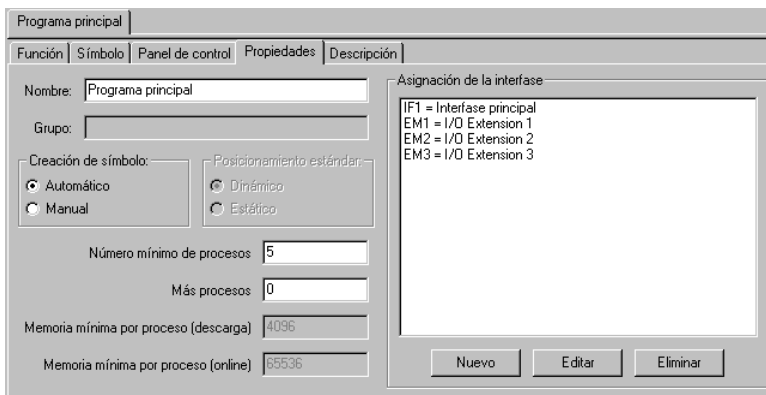 Programa principal
Función Símbolo Panel de control Propiedades Descripción
Nombre: Programa principal
Grupo:
Creación de símbolo:
Automático
Manual
Posicionamiento estándar:
Dinámico
Estático
Número mínimo de procesos 5
Más procesos 0
Memoria mínima por proceso (descarga) 4096
Memoria mínima por proceso (online) 65536
Asignación de la interfase
IF1 = Interfase principal
EM1 = I/O Extension 1
EM2 = I/O Extension 2
EM3 = I/O Extension 3
Nuevo Editar Eliminar